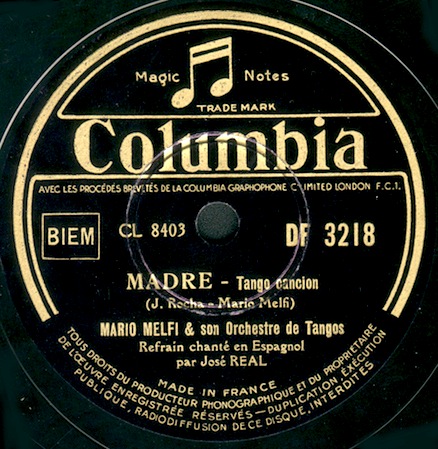 Magic Notes
TRADE MARK
Columbia
AVEC LES PROCÉDÉS BREVETÉS DE LA COLUMBIA GRAPHOPHONE C LIMITED LONDON F.C.1.
BIEM CL 8403 DF 3218
MADRE - Tango cancion
(J. Rocha - Mario Melfi)
MARIO MELFI & son Orchestre de Tangos
Refrain chanté en Espagnol
par José REAL
MADE IN FRANCE
TOUS DROITS DU PRODUCTEUR PHONOGRAPHIQUE ET DU PROPRIETAIRE
DE L'ŒUVRE ENREGISTRÉE RÉSERVÉS — DUPLICATION, EXÉCUTION
PUBLIQUE, RADIODIFFUSION DE CE DISQUE, INTERDITES